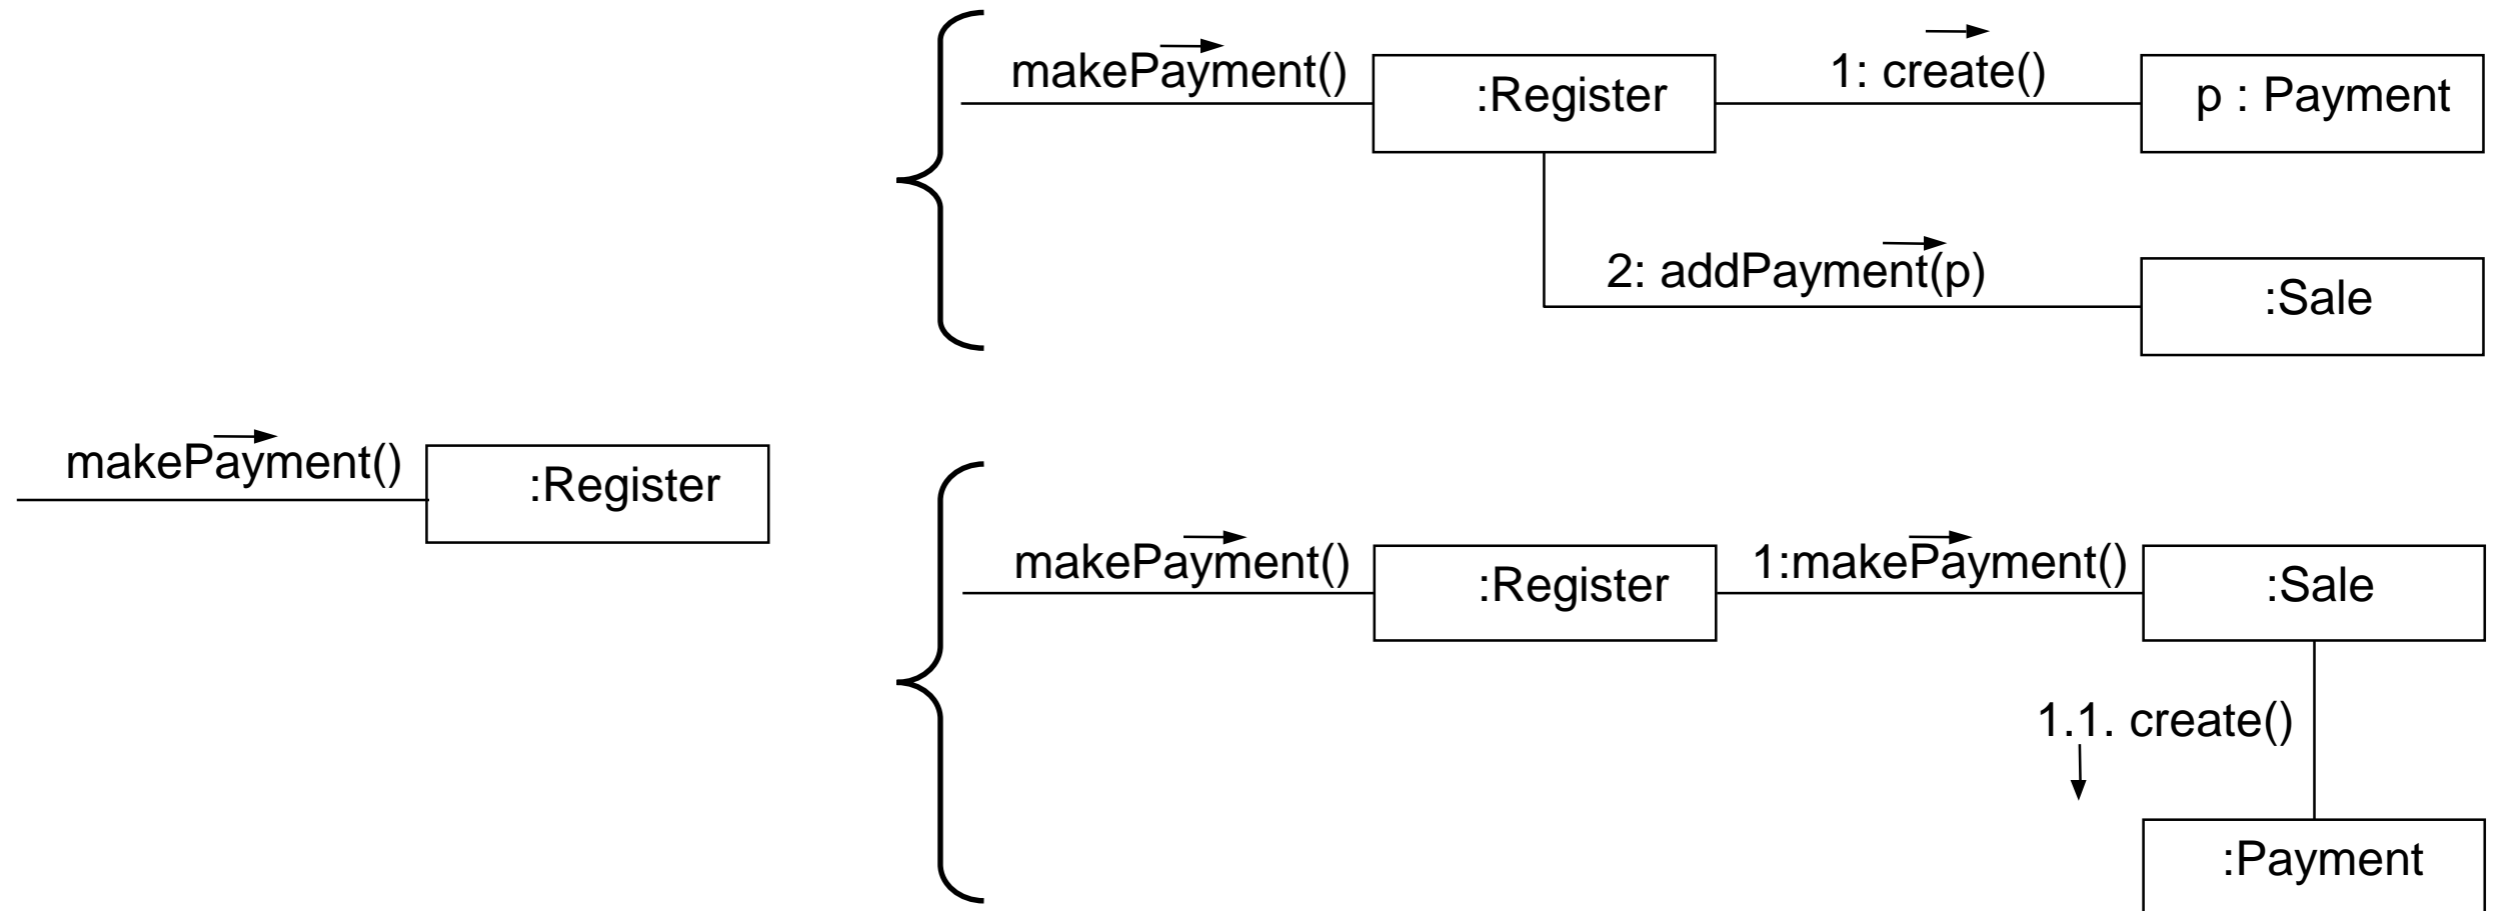 makePayment()
:Register
1: create()
p : Payment
2: addPayment(p)
:Sale
makePayment()
:Register
makePayment()
:Register
1:makePayment()
:Sale
1.1. create()
:Payment